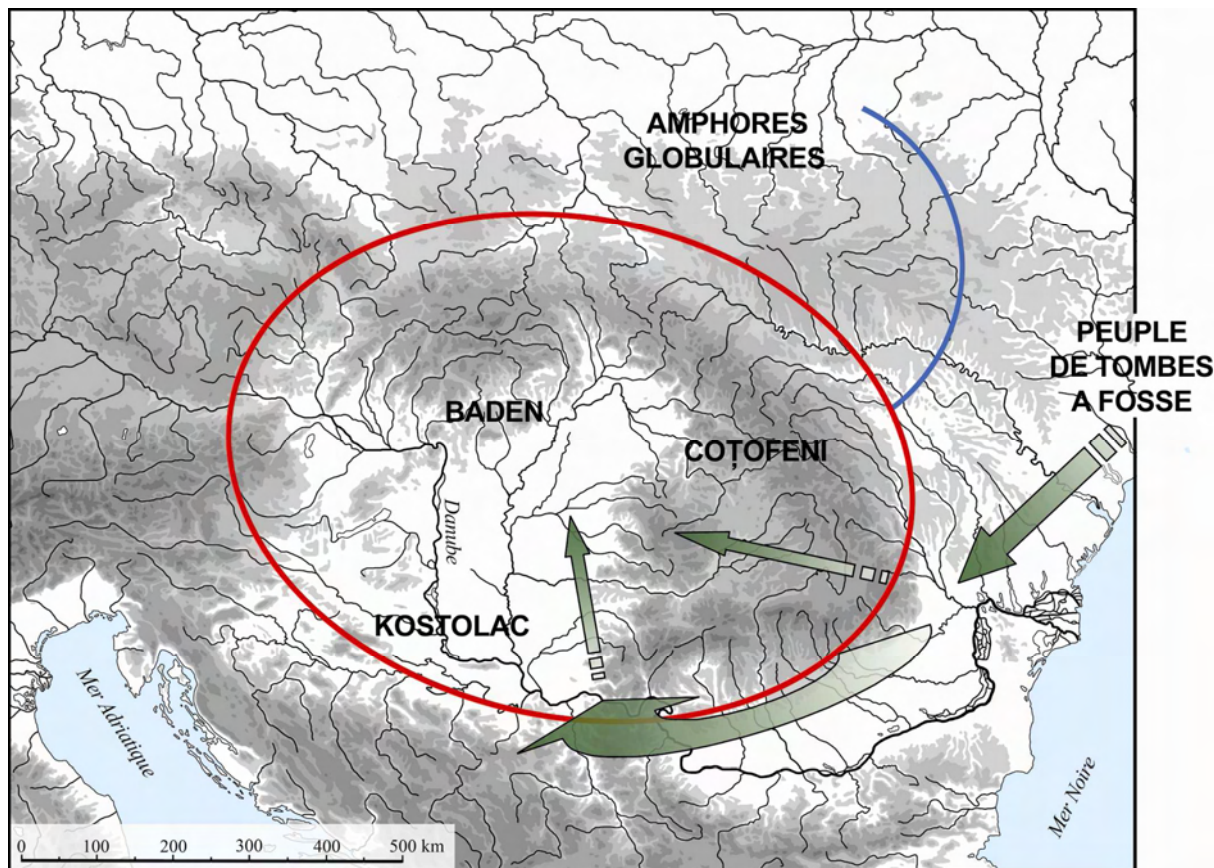 AMPHORES
GLOBULAIRES
PEUPLE
DE TOMBES
A FOSSE
BADEN
COȚOFENI
Danube
KOSTOLAC
Mer Adriatique
Mer Noire
0 100 200 300 400 500 km